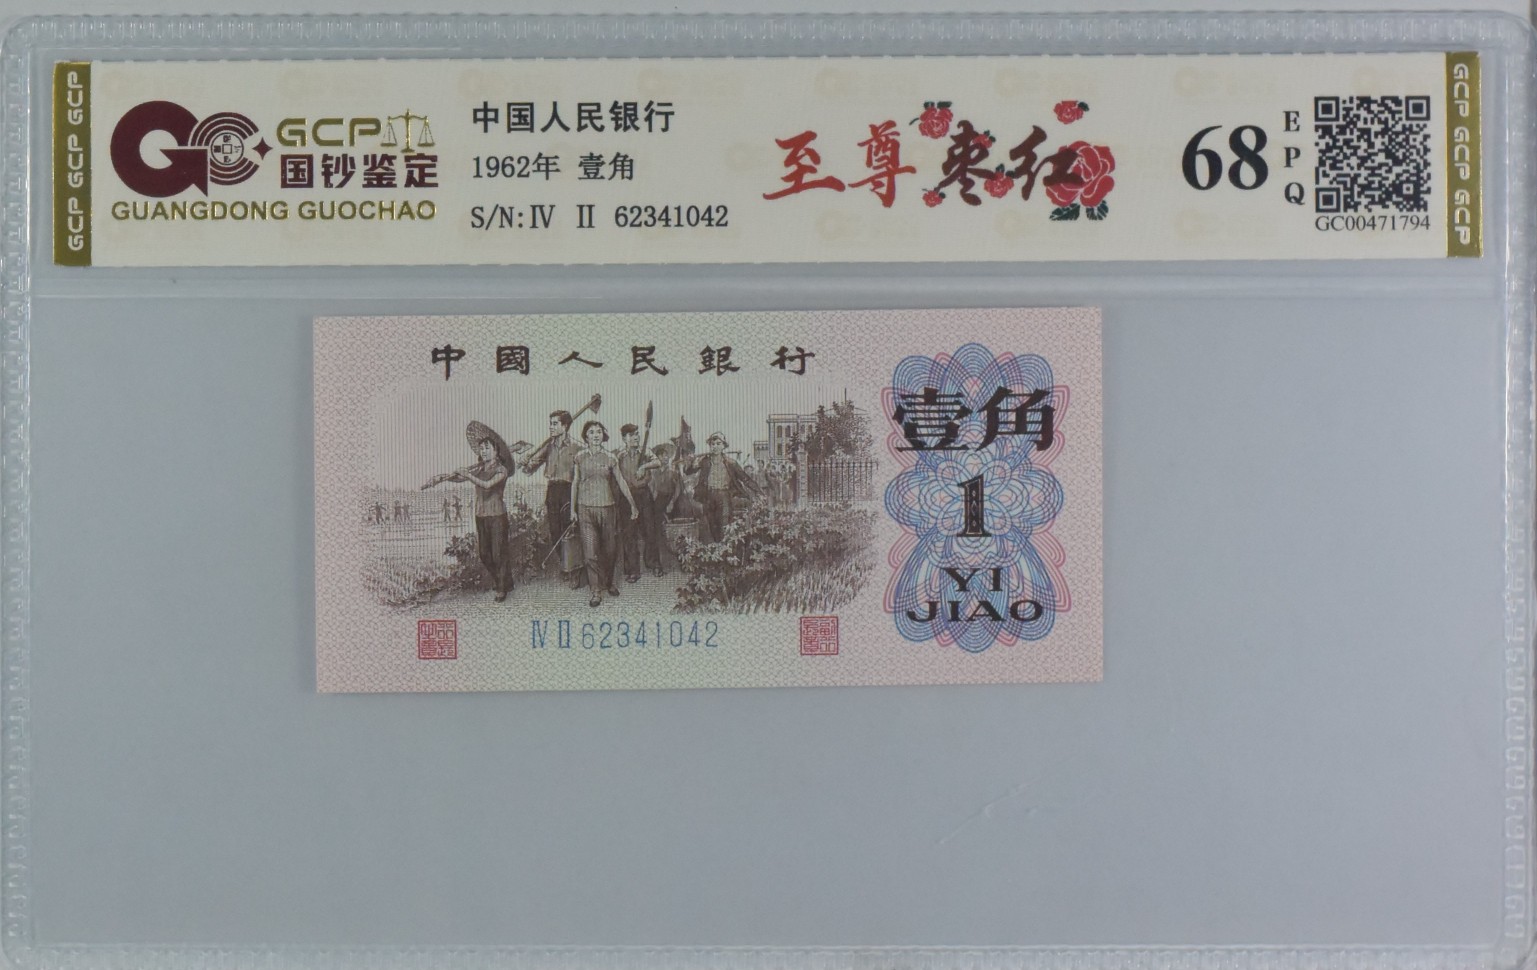 GCP GCP GCP
GCP
国钞鉴定
GUANGDONG GUOCHAO
中国人民银行
1962年 壹角
S/N:Ⅳ Ⅱ 62341042
至尊枣红
68
EPQ
GC00471794
GCP GCP GCP
中國人民銀行
壹角
1
YI
JIAO
Ⅳ Ⅱ 62341042